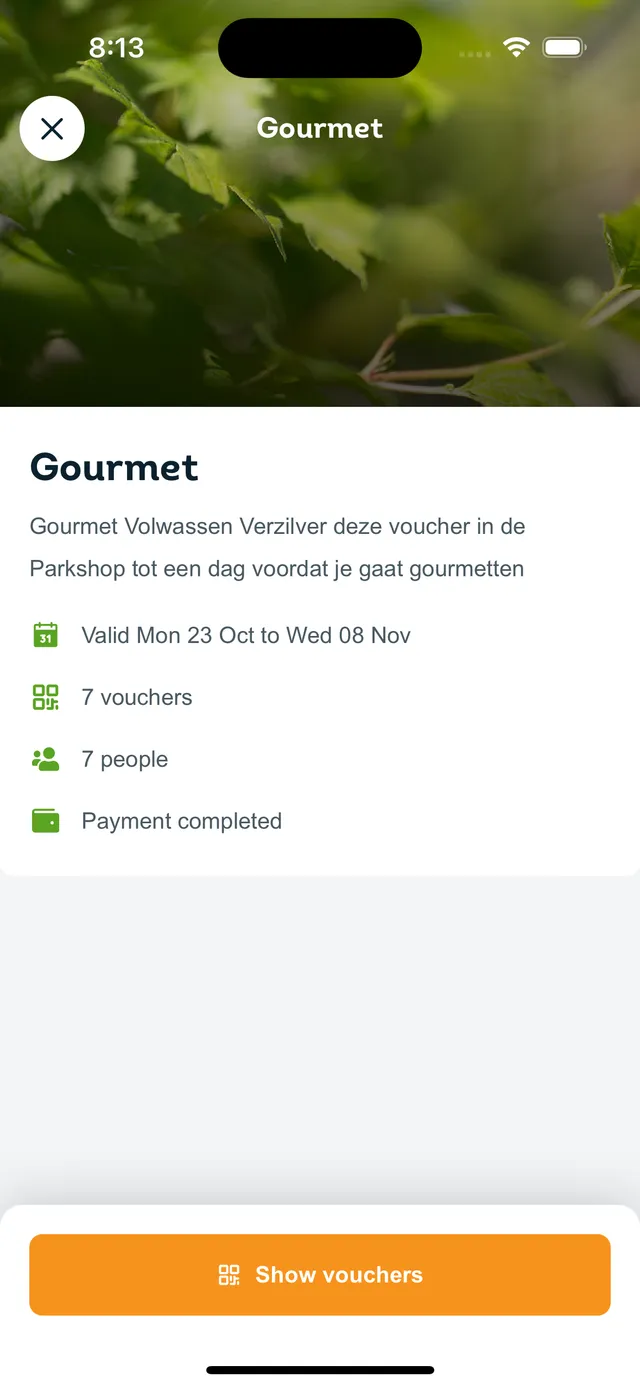 8:13
Gourmet
Gourmet
Gourmet Volwassen Verzilver deze voucher in de
Parkshop tot een dag voordat je gaat gourmetten
31
Valid Mon 23 Oct to Wed 08 Nov
7 vouchers
7 people
Payment completed
Show vouchers